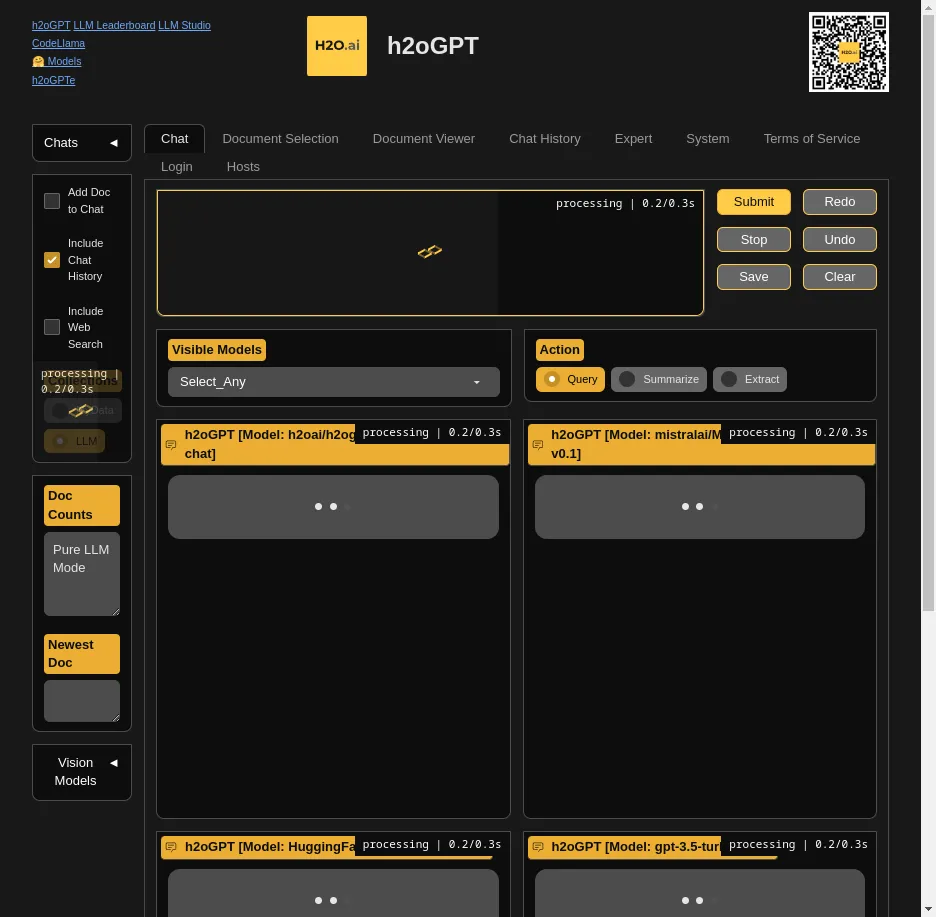 h2oGPT LLM Leaderboard LLM Studio
CodeLlama
🤗 Models
h2oGPTe
H2O.ai
h2oGPT
H2O.ai
Chats
Chat
Document Selection
Document Viewer
Chat History
Expert
System
Terms of Service
Login
Hosts
Add Doc
to Chat
Include
Chat
History
Include
Web
Search
processing |
0.2/0.3s
Collections
Data
LLM
Doc
Counts
Pure LLM
Mode
Newest
Doc
Vision
Models
processing | 0.2/0.3s
Submit
Redo
Stop
Undo
Save
Clear
Visible Models
Select_Any
Action
Query
Summarize
Extract
h2oGPT [Model: h2oai/h2og
chat]
processing | 0.2/0.3s
h2oGPT [Model: mistralai/M
v0.1]
processing | 0.2/0.3s
h2oGPT [Model: HuggingFa
processing | 0.2/0.3s
h2oGPT [Model: gpt-3.5-tur
processing | 0.2/0.3s